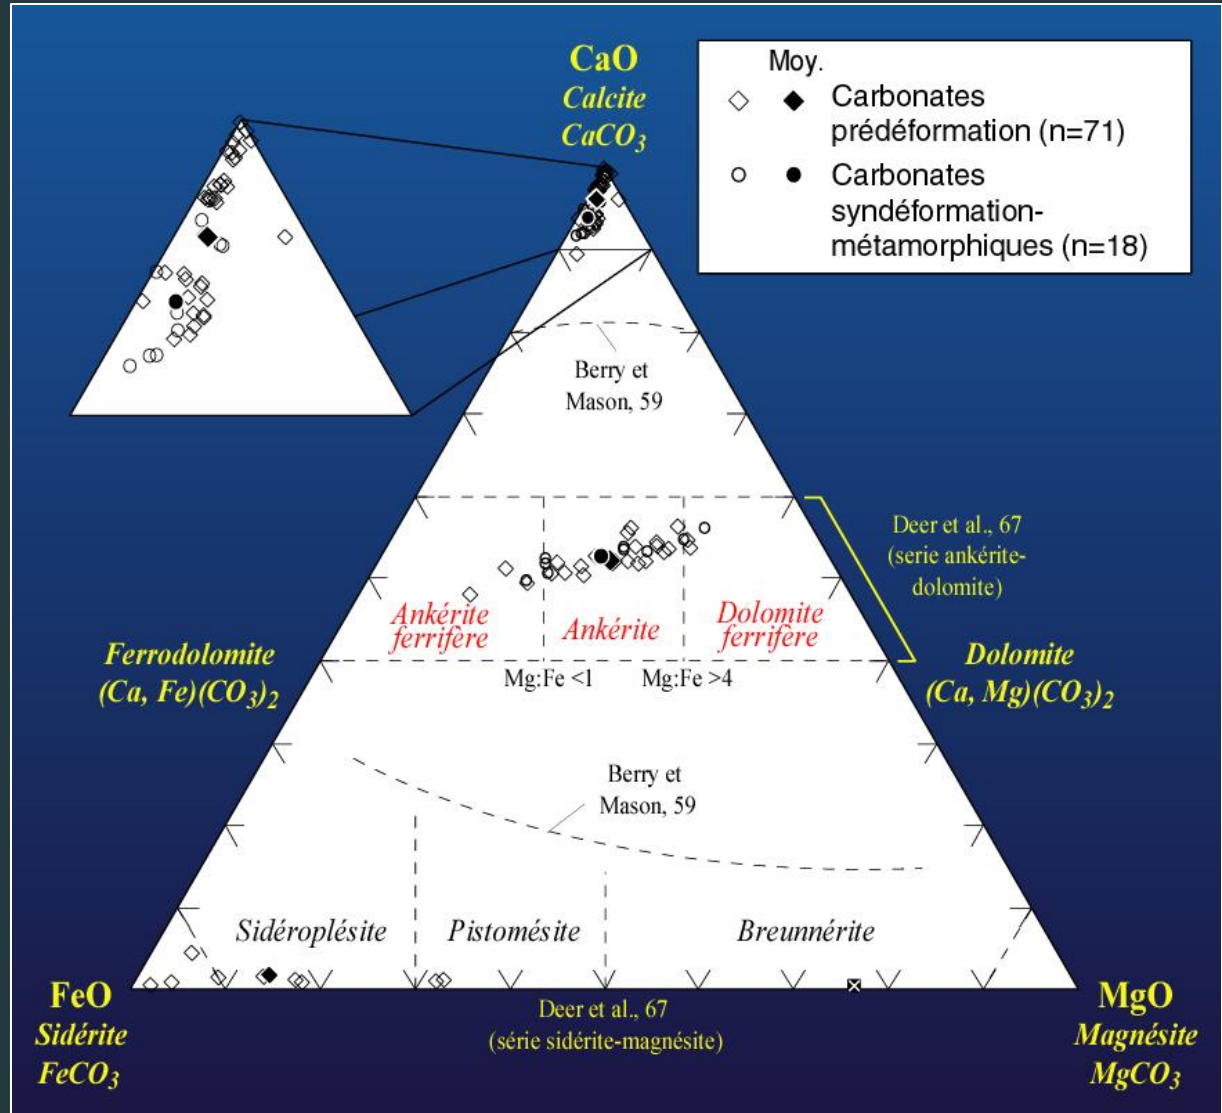 CaO
Calcite
CaCO3
Moy.
Carbonates
prédéformation (n=71)
Carbonates
syndéformation-
métamorphiques (n=18)
Berry et
Mason, 59
Deer et al., 67
(serie ankérite-
dolomite)
Ankérite
ferrifère
Ankérite
Dolomite
ferrifère
Ferrodolomite
(Ca, Fe)(CO3)2
Mg:Fe <1
Mg:Fe >4
Dolomite
(Ca, Mg)(CO3)2
Berry et
Mason, 59
Sidéroplésite
Pistomésite
Breunnérite
FeO
Sidérite
FeCO3
Deer et al., 67
(série sidérite-magnésite)
MgO
Magnésite
MgCO3